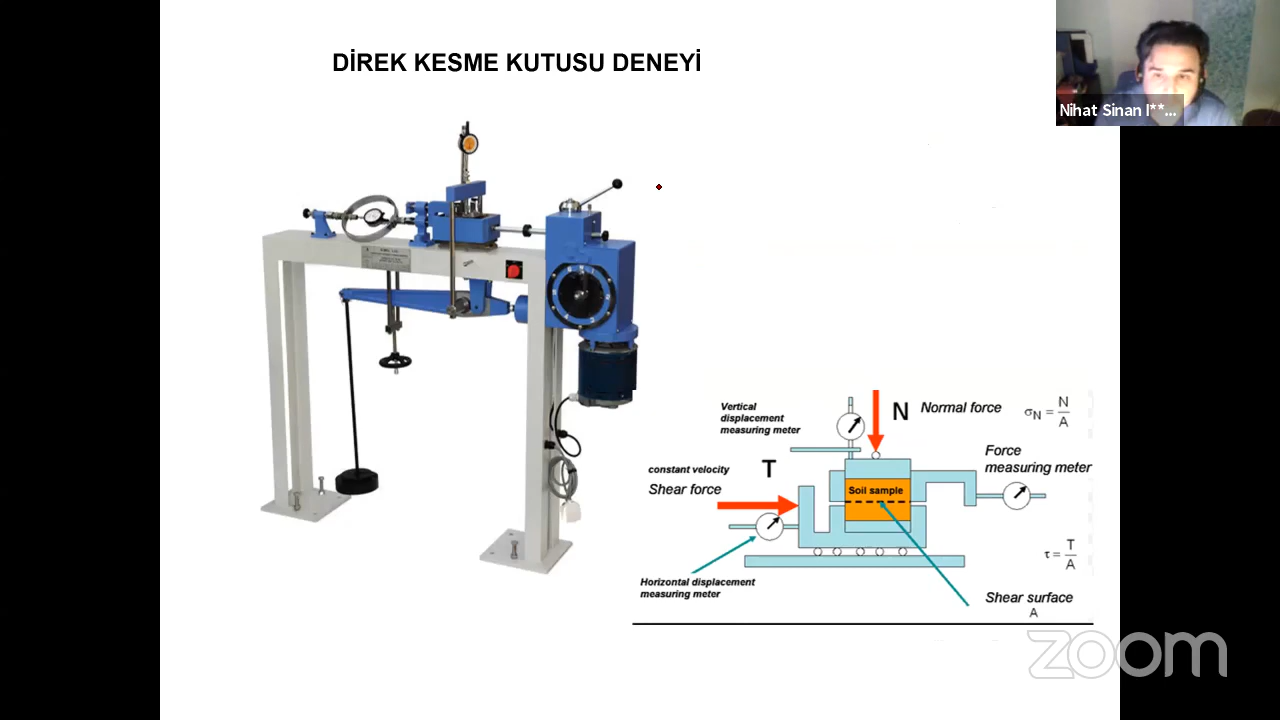 DİREK KESME KUTUSU DENEYİ
Nihat Sinan I**...
Vertical
displacement
measuring meter
N
Normal force
σN = N/A
Force
measuring meter
constant velocity
T
Shear force
Soil sample
τ = T/A
Horizontal displacement
measuring meter
Shear surface
A
zoom